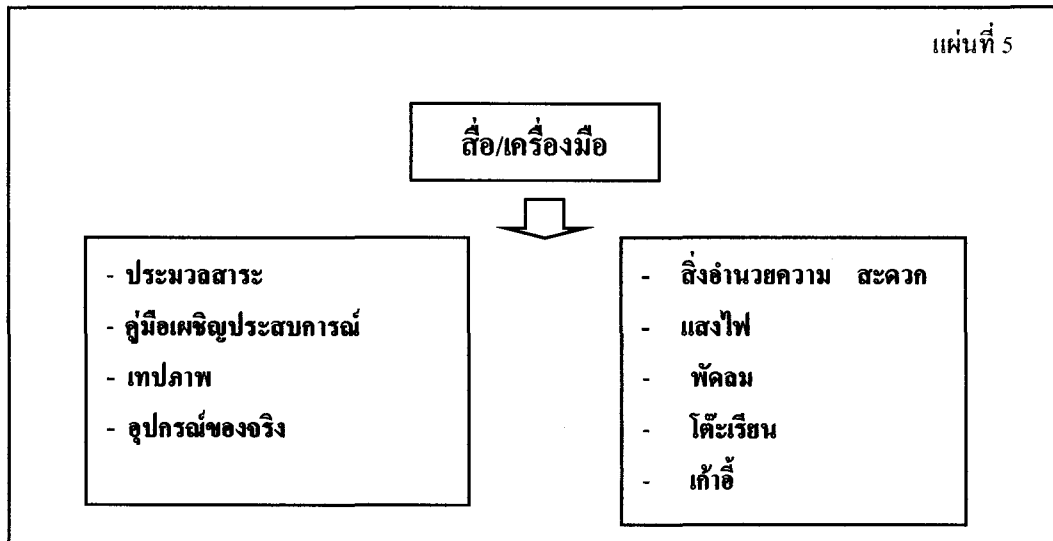 แผ่นที่ 5
สื่อ/เครื่องมือ
- ประมวลสาระ
- คู่มือเผชิญประสบการณ์
- เทปภาพ
- อุปกรณ์ของจริง
- สิ่งอำนวยความ สะดวก
- แสงไฟ
- พัดลม
- โต๊ะเรียน
- เก้าอี้